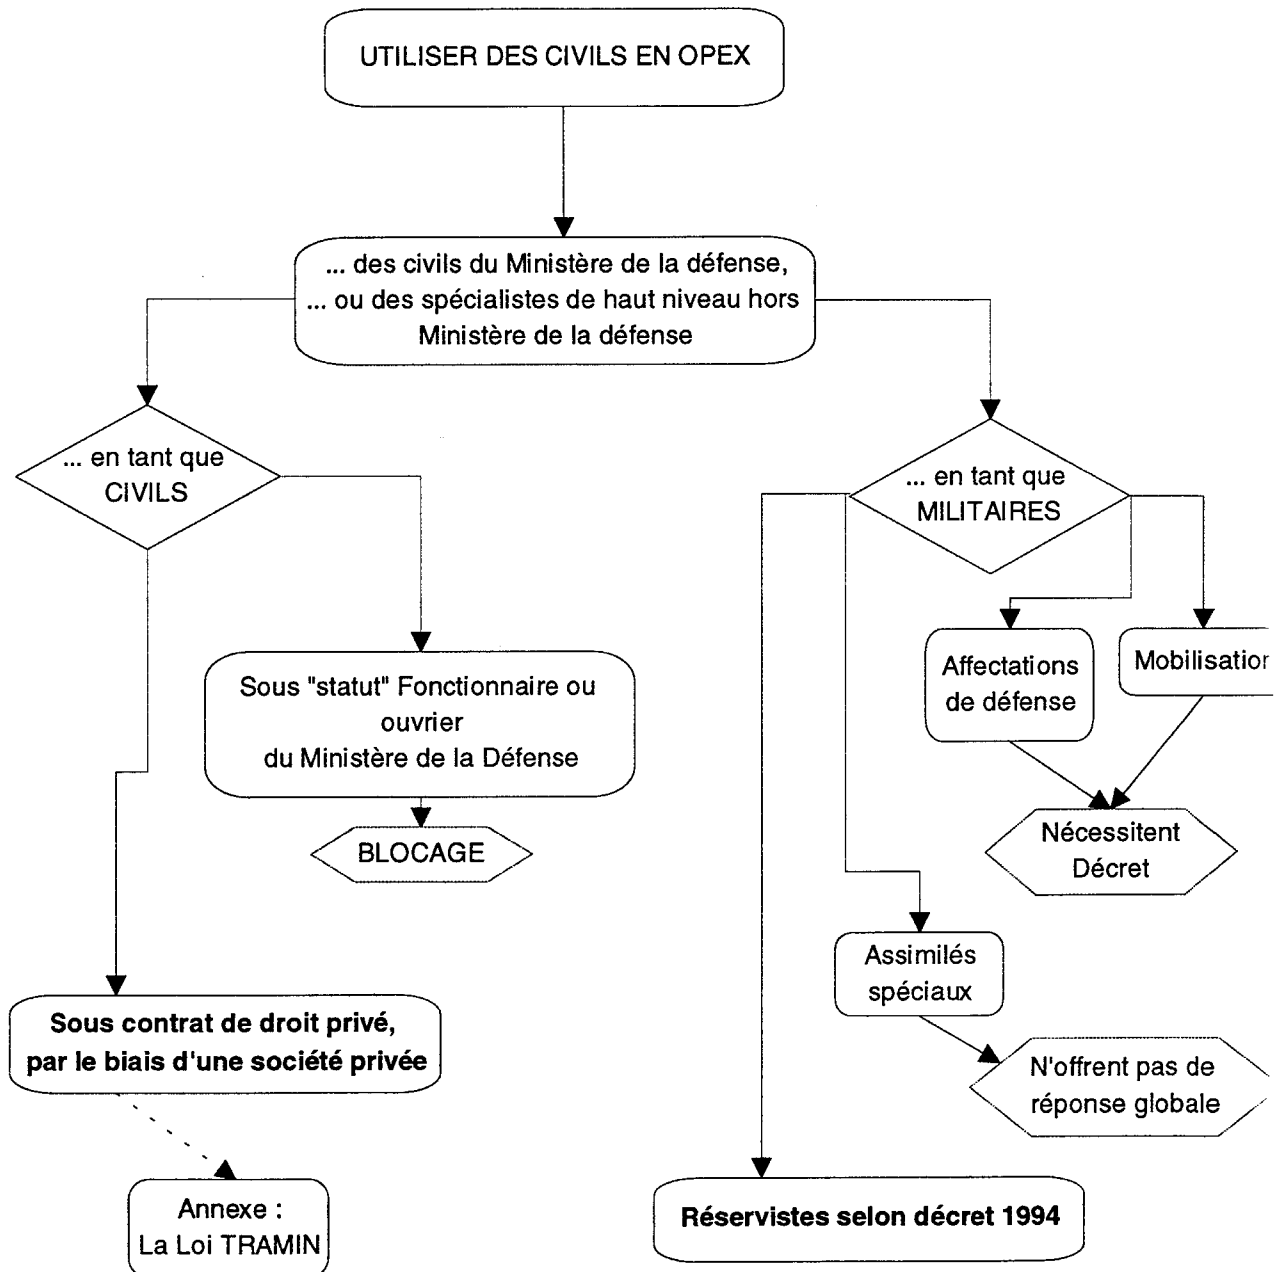 UTILISER DES CIVILS EN OPEX
... des civils du Ministère de la défense,
... ou des spécialistes de haut niveau hors
Ministère de la défense
... en tant que
CIVILS
... en tant que
MILITAIRES
Sous "statut" Fonctionnaire ou
ouvrier
du Ministère de la Défense
BLOCAGE
Affectations
de défense
Mobilisation
Nécessitent
Décret
Assimilés
spéciaux
N'offrent pas de
réponse globale
Sous contrat de droit privé,
par le biais d'une société privée
Annexe :
La Loi TRAMIN
Réservistes selon décret 1994